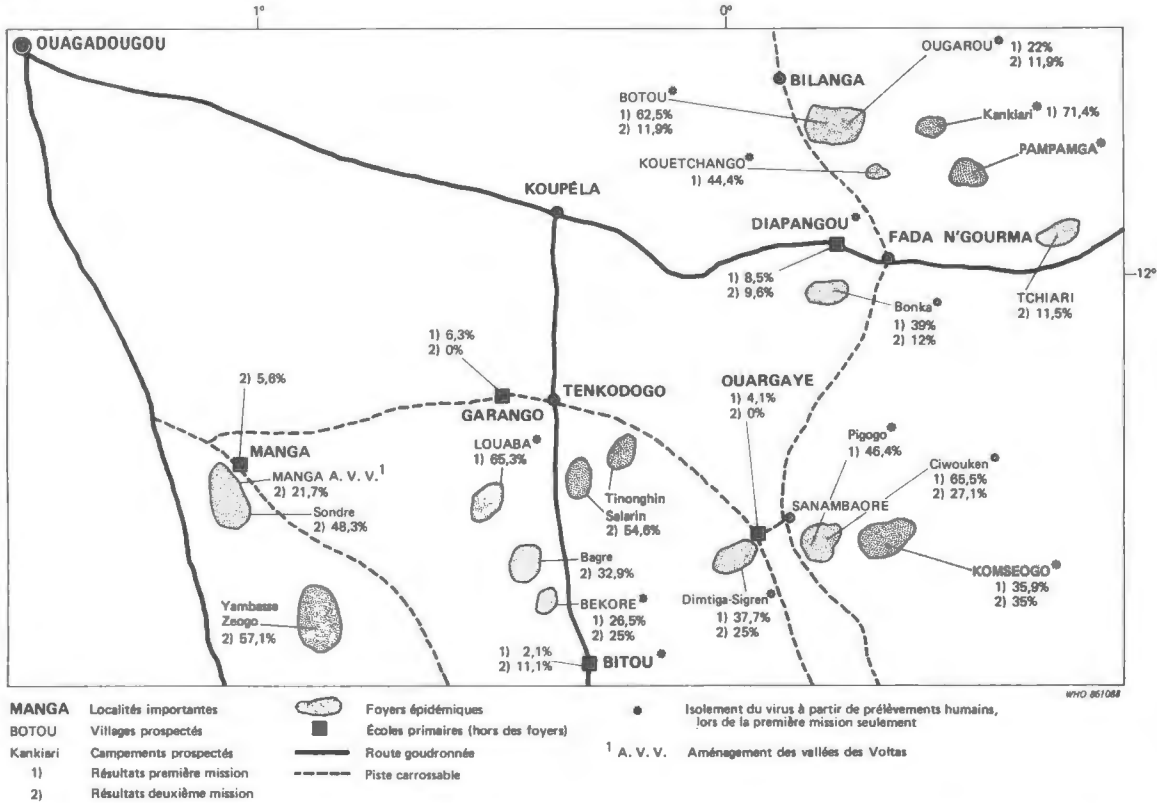 1°
0°
OUAGADOUGOU
OUGAROU* 1) 22%
2) 11,9%
BILANGA
BOTOU*
1) 62,5%
2) 11,9%
Kankiari* 1) 71,4%
KOUETCHANGO*
1) 44,4%
PAMPAMGA*
KOUPÉLA
DIAPANGOU*
FADA N'GOURMA
12°
1) 8,5%
2) 9,6%
TCHIARI
2) 11,5%
Bonka*
1) 39%
2) 12%
1) 6,3%
2) 0%
2) 5,6%
TENKODOGO
GARANGO
OUARGAYE
1) 4,1%
2) 0%
MANGA
LOUABA*
1) 65,3%
Pigogo*
1) 46,4%
Ciwouken*
1) 65,5%
2) 27,1%
MANGA A. V. V.¹
2) 21,7%
Tinonghin
Salarin
2) 54,6%
Sondre
2) 48,3%
SANAMBAORE
Bagre
2) 32,9%
KOMSEOGO*
1) 35,9%
2) 35%
Yambasse
Zeogo
2) 57,1%
BEKORE*
1) 26,5%
2) 25%
Dimtiga-Sigren*
1) 37,7%
2) 25%
1) 2,1%
2) 11,1%
BITOU*
WHO 861088
MANGA Localités importantes
BOTOU Villages prospectés
Kankiari Campements prospectés
1) Résultats première mission
2) Résultats deuxième mission
Foyers épidémiques
Écoles primaires (hors des foyers)
Route goudronnée
Piste carrossable
* Isolement du virus à partir de prélèvements humains,
lors de la première mission seulement
¹ A. V. V. Aménagement des vallées des Voltas